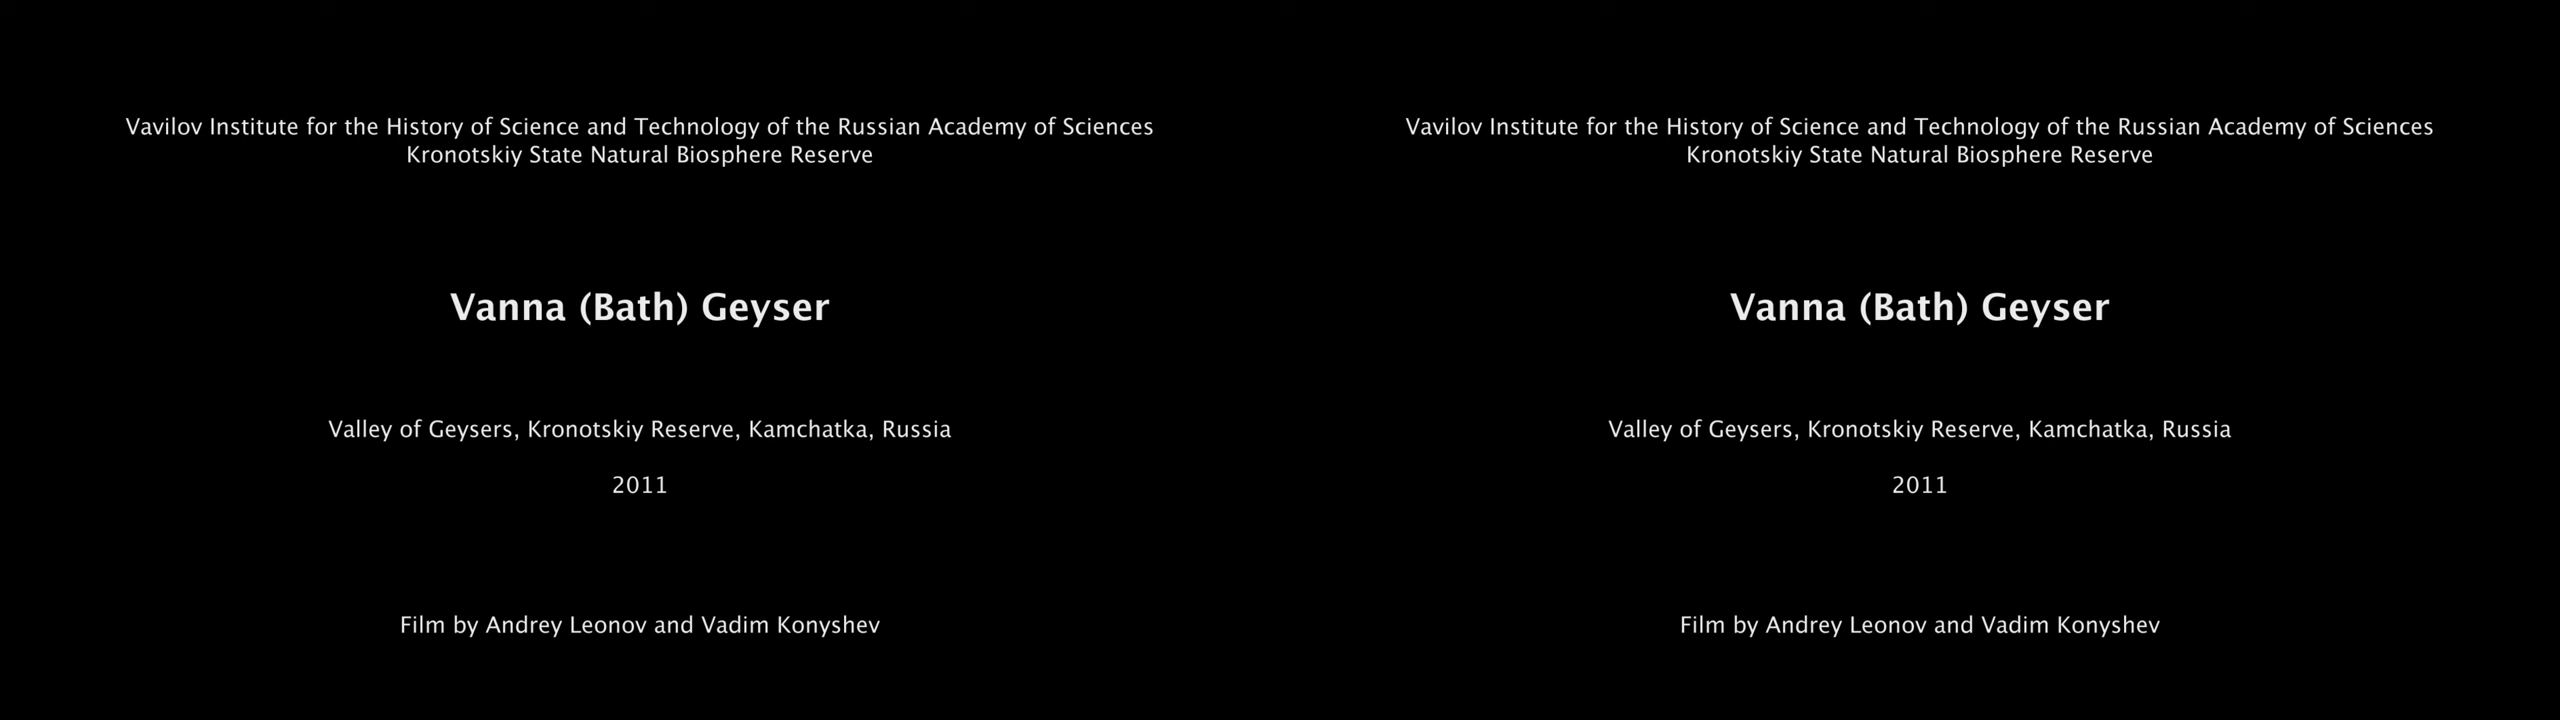 Vavilov Institute for the History of Science and Technology of the Russian Academy of Sciences
Kronotskiy State Natural Biosphere Reserve
Vanna (Bath) Geyser
Valley of Geysers, Kronotskiy Reserve, Kamchatka, Russia
2011
Film by Andrey Leonov and Vadim Konyshev
Vavilov Institute for the History of Science and Technology of the Russian Academy of Sciences
Kronotskiy State Natural Biosphere Reserve
Vanna (Bath) Geyser
Valley of Geysers, Kronotskiy Reserve, Kamchatka, Russia
2011
Film by Andrey Leonov and Vadim Konyshev